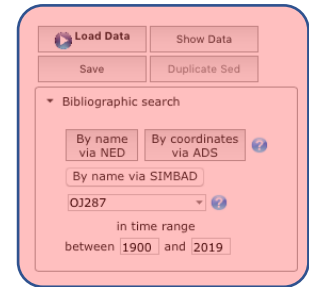 Load Data Show Data
Save Duplicate Sed
Bibliographic search
By name via NED By coordinates via ADS ?
By name via SIMBAD
OJ287 ?
in time range
between 1900 and 2019